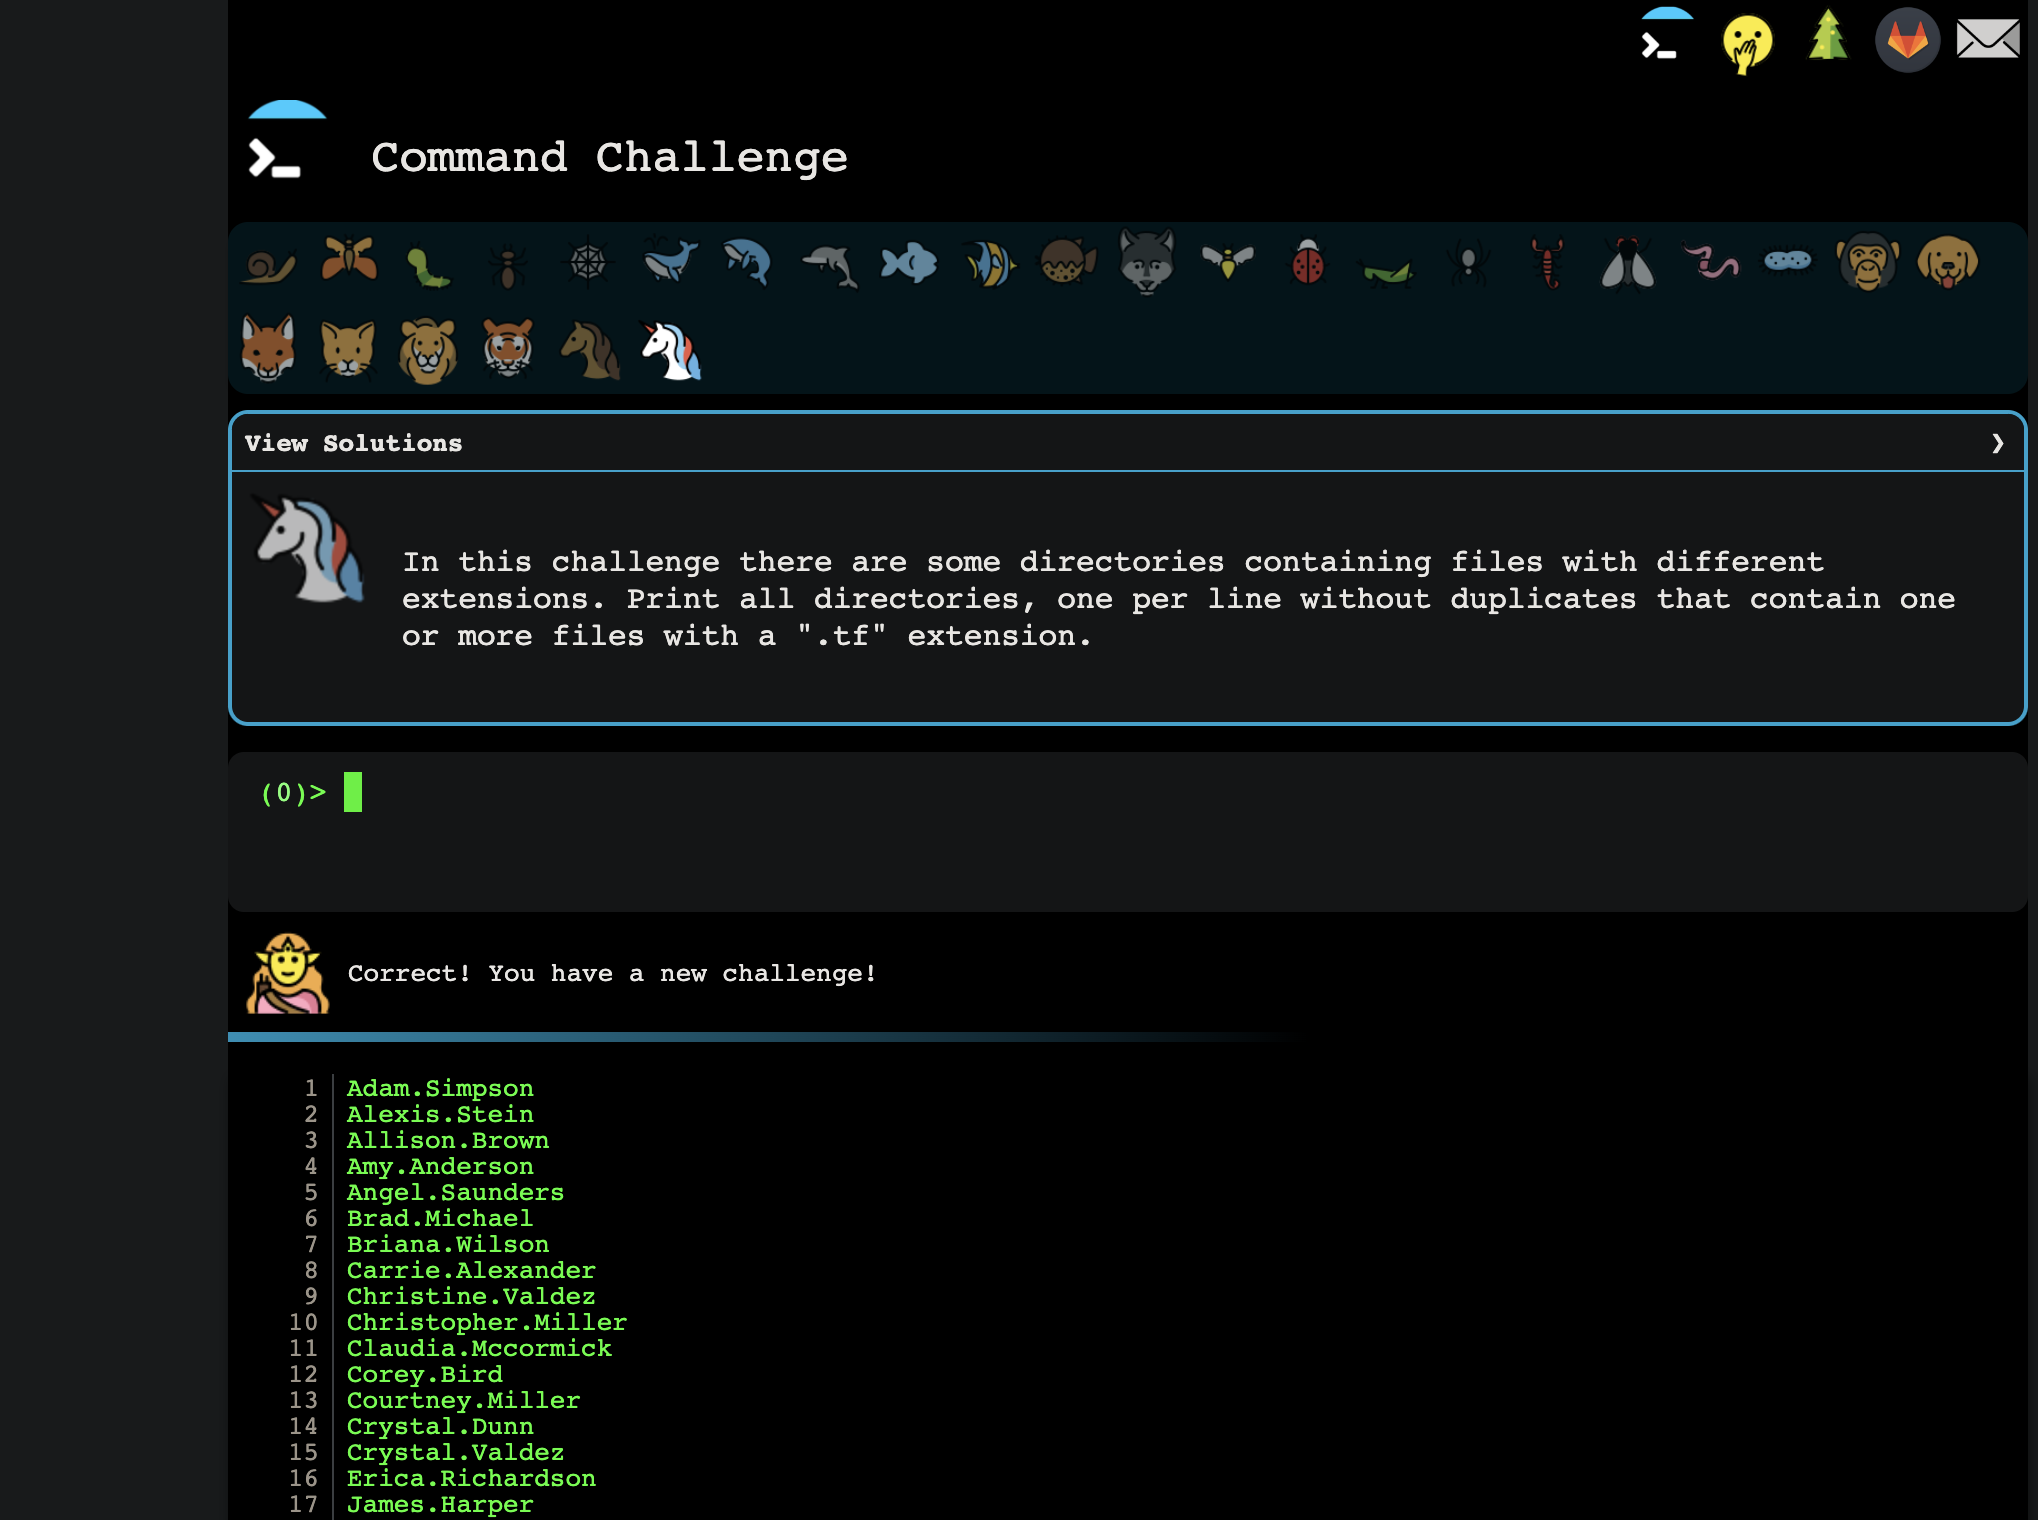 Command Challenge
View Solutions
In this challenge there are some directories containing files with different
extensions. Print all directories, one per line without duplicates that contain one
or more files with a ".tf" extension.
(0)>
Correct! You have a new challenge!
1 Adam.Simpson
2 Alexis.Stein
3 Allison.Brown
4 Amy.Anderson
5 Angel.Saunders
6 Brad.Michael
7 Briana.Wilson
8 Carrie.Alexander
9 Christine.Valdez
10 Christopher.Miller
11 Claudia.Mccormick
12 Corey.Bird
13 Courtney.Miller
14 Crystal.Dunn
15 Crystal.Valdez
16 Erica.Richardson
17 James.Harper